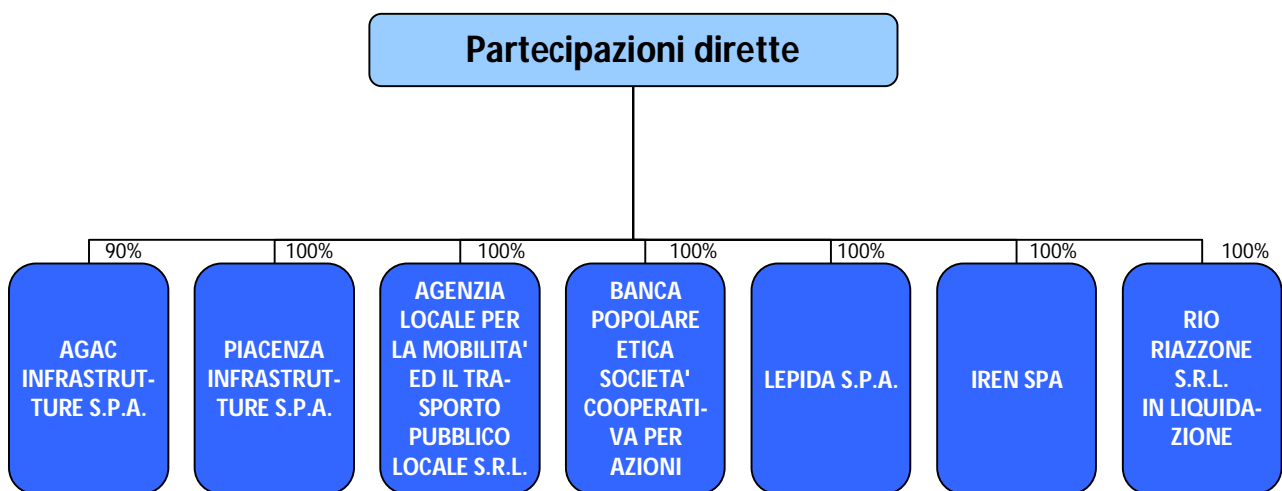 Partecipazioni dirette
90%
100%
100%
100%
100%
100%
100%
AGAC
INFRASTRUT-
TURE S.P.A.
PIACENZA
INFRASTRUT-
TURE S.P.A.
AGENZIA
LOCALE PER
LA MOBILITA'
ED IL TRA-
SPORTO
PUBBLICO
LOCALE S.R.L.
BANCA
POPOLARE
ETICA
SOCIETA'
COOPERATI-
VA PER
AZIONI
LEPIDA S.P.A.
IREN SPA
RIO
RIAZZONE
S.R.L.
IN LIQUIDA-
ZIONE